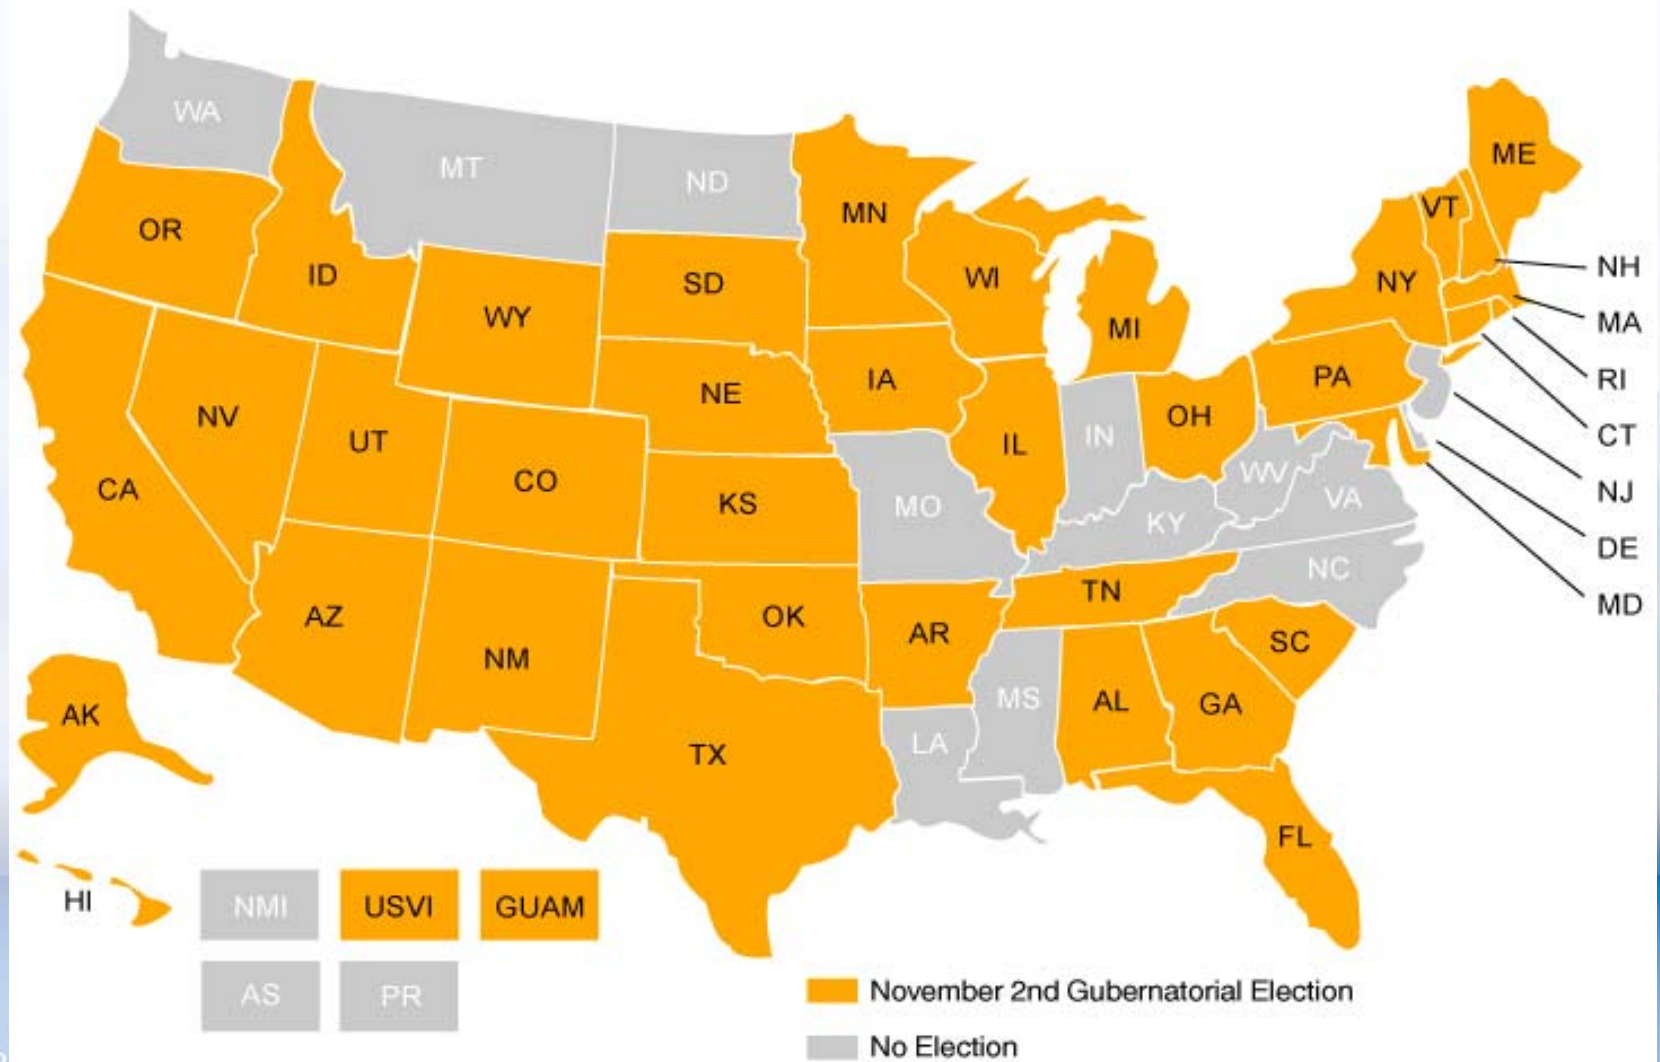 WA
MT
ND
MN
ME
VT
OR
ID
SD
WI
NY
NH
WY
MI
MA
NV
UT
NE
IA
PA
RI
CA
CO
KS
IL
IN
OH
CT
MO
WV
VA
KY
NJ
DE
NC
MD
AZ
NM
OK
AR
TN
SC
AK
TX
MS
AL
GA
LA
FL
HI
NMI
USVI
GUAM
AS
PR
November 2nd Gubernatorial Election
No Election